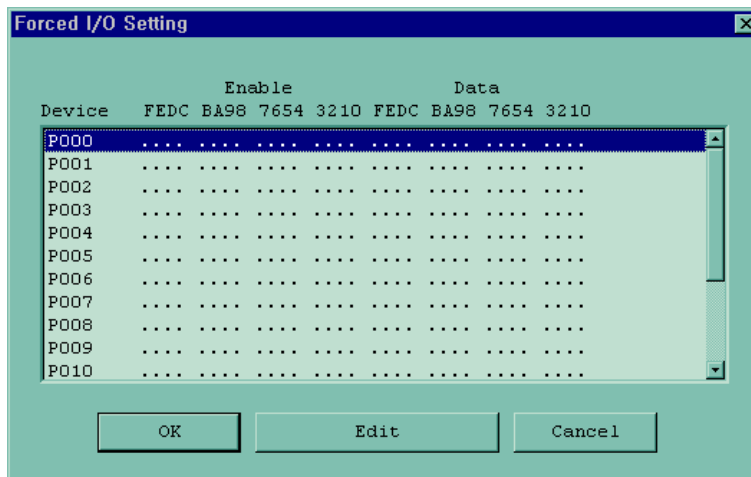 Forced I/O Setting
Enable Data
Device FEDC BA98 7654 3210 FEDC BA98 7654 3210
P000 .... .... .... .... .... .... .... ....
P001 .... .... .... .... .... .... .... ....
P002 .... .... .... .... .... .... .... ....
P003 .... .... .... .... .... .... .... ....
P004 .... .... .... .... .... .... .... ....
P005 .... .... .... .... .... .... .... ....
P006 .... .... .... .... .... .... .... ....
P007 .... .... .... .... .... .... .... ....
P008 .... .... .... .... .... .... .... ....
P009 .... .... .... .... .... .... .... ....
P010 .... .... .... .... .... .... .... ....
OK Edit Cancel